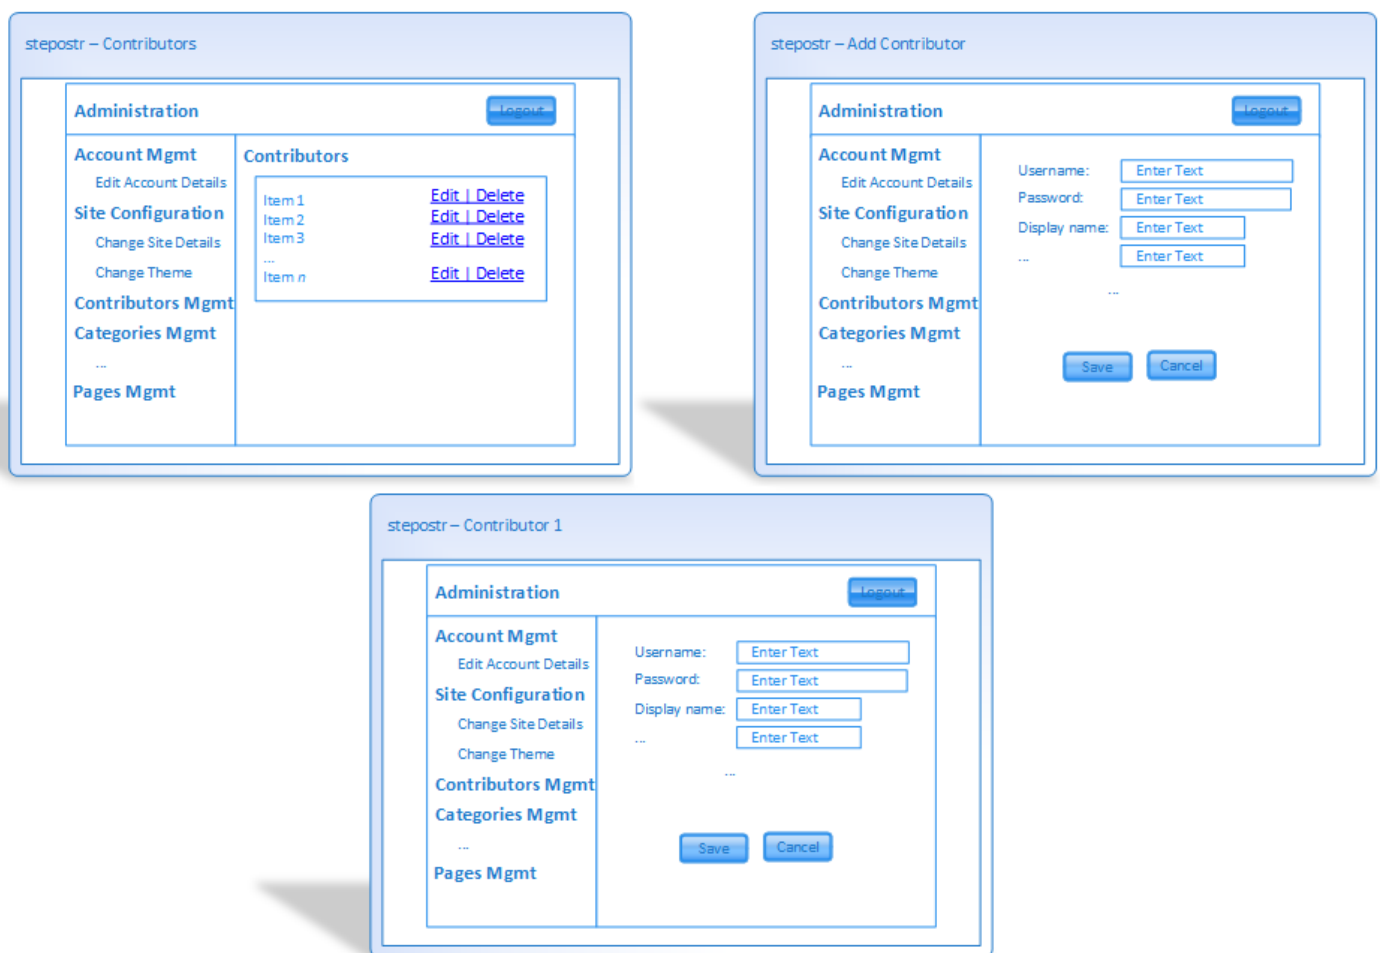 stepostr – Contributors
Administration
Logout
Account Mgmt
Edit Account Details
Site Configuration
Change Site Details
Change Theme
Contributors Mgmt
Categories Mgmt
...
Pages Mgmt
Contributors
Item 1 Edit | Delete
Item 2 Edit | Delete
Item 3 Edit | Delete
...
Item n Edit | Delete
stepostr – Add Contributor
Administration
Logout
Account Mgmt
Edit Account Details
Site Configuration
Change Site Details
Change Theme
Contributors Mgmt
Categories Mgmt
...
Pages Mgmt
Username: Enter Text
Password: Enter Text
Display name: Enter Text
... Enter Text
...
Save Cancel
stepostr – Contributor 1
Administration
Logout
Account Mgmt
Edit Account Details
Site Configuration
Change Site Details
Change Theme
Contributors Mgmt
Categories Mgmt
...
Pages Mgmt
Username: Enter Text
Password: Enter Text
Display name: Enter Text
... Enter Text
...
Save Cancel